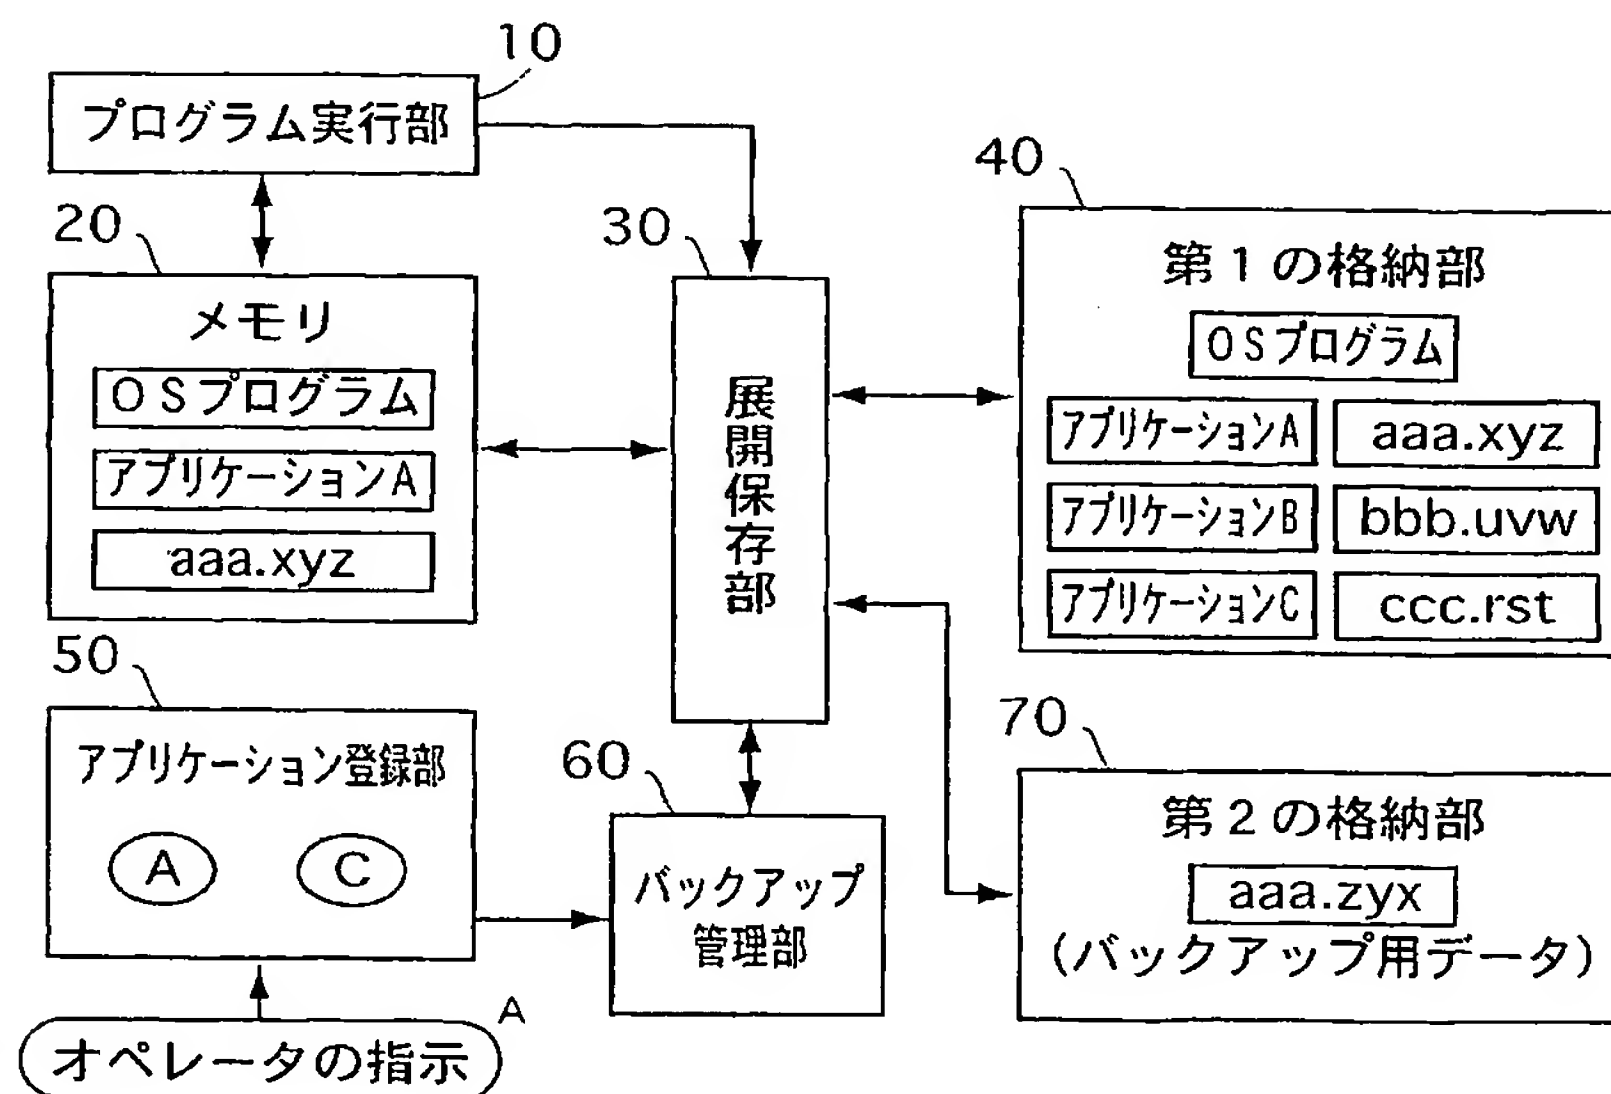 10
プログラム実行部
20
メモリ
OSプログラム
アプリケーションA
aaa.xyz
30
展開保存部
40
第1の格納部
OSプログラム
アプリケーションA
aaa.xyz
アプリケーションB
bbb.uvw
アプリケーションC
ccc.rst
50
アプリケーション登録部
A
C
60
バックアップ
管理部
70
第2の格納部
aaa.zyx
(バックアップ用データ)
A
オペレータの指示